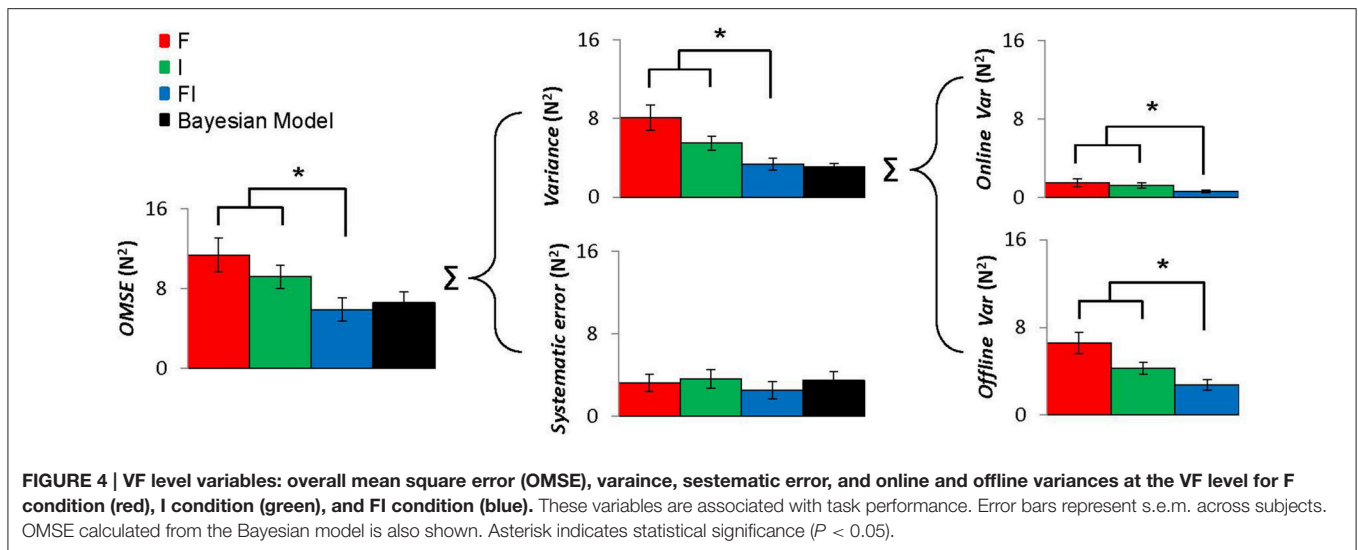 F
I
FI
Bayesian Model
OMSE (N²)
16
8
0
*
Σ
Variance (N²)
16
8
0
*
Systematic error (N²)
16
8
0
Σ
Online Var (N²)
16
8
0
*
Offline Var (N²)
16
8
0
*
FIGURE 4 | VF level variables: overall mean square error (OMSE), varaince, sestematic error, and online and offline variances at the VF level for F
condition (red), I condition (green), and FI condition (blue). These variables are associated with task performance. Error bars represent s.e.m. across subjects.
OMSE calculated from the Bayesian model is also shown. Asterisk indicates statistical significance (P < 0.05).